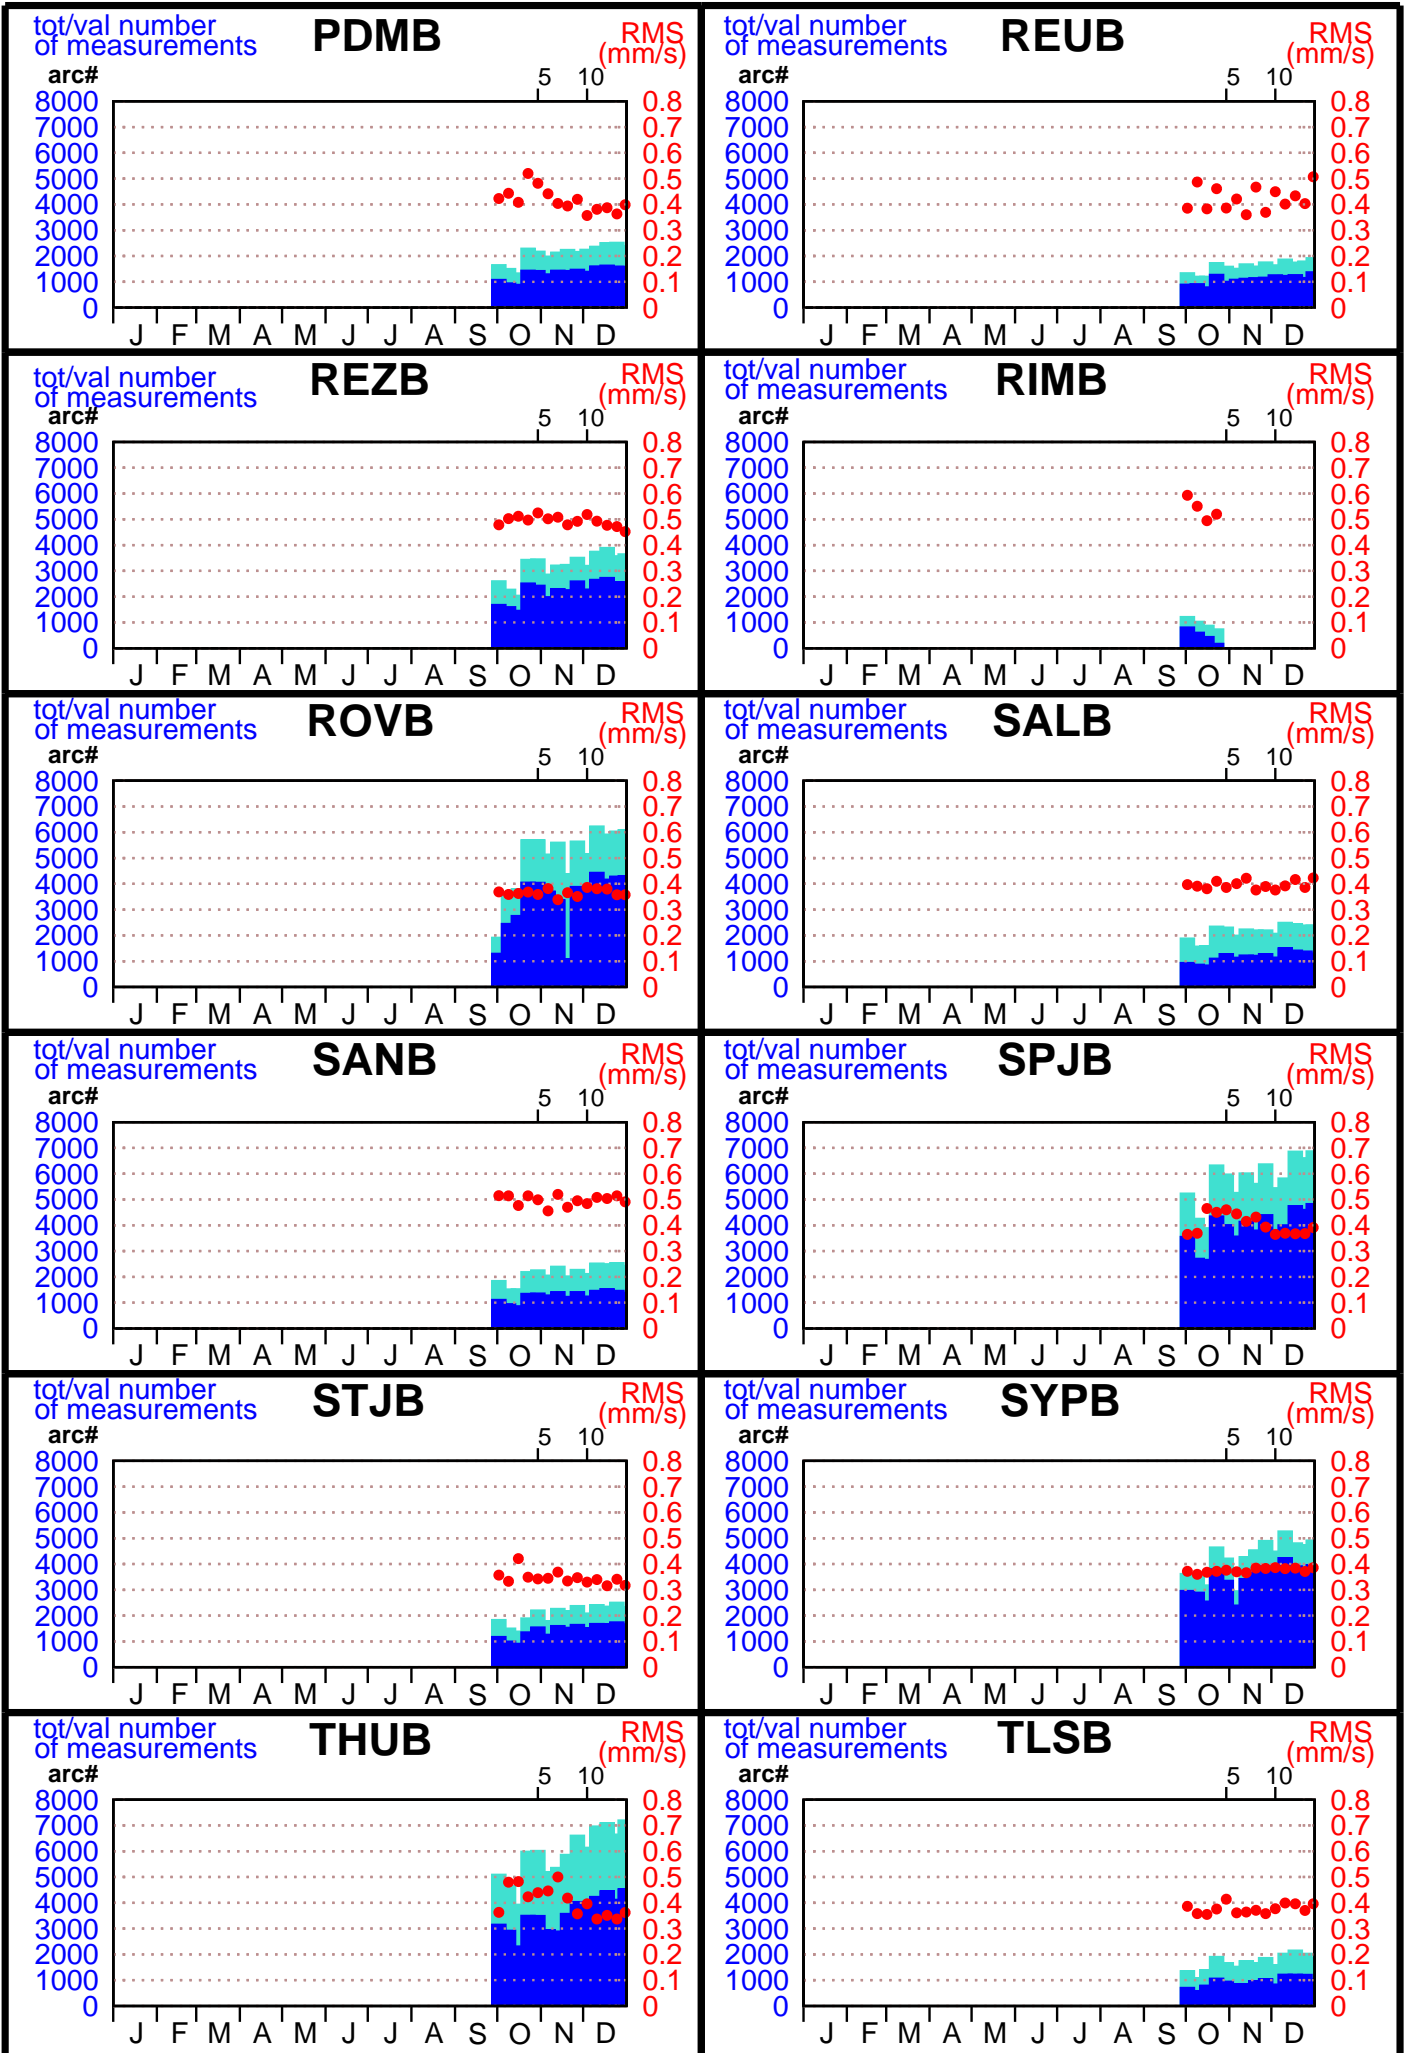 tot/val number PDMB RMS
of measurements (mm/s)
arc# 5 10
8000 0.8
7000 0.7
6000 0.6
5000 0.5
4000 0.4
3000 0.3
2000 0.2
1000 0.1
0 0
J F M A M J J A S O N D
tot/val number REUB RMS
of measurements (mm/s)
arc# 5 10
8000 0.8
7000 0.7
6000 0.6
5000 0.5
4000 0.4
3000 0.3
2000 0.2
1000 0.1
0 0
J F M A M J J A S O N D
tot/val number REZB RMS
of measurements (mm/s)
arc# 5 10
8000 0.8
7000 0.7
6000 0.6
5000 0.5
4000 0.4
3000 0.3
2000 0.2
1000 0.1
0 0
J F M A M J J A S O N D
tot/val number RIMB RMS
of measurements (mm/s)
arc# 5 10
8000 0.8
7000 0.7
6000 0.6
5000 0.5
4000 0.4
3000 0.3
2000 0.2
1000 0.1
0 0
J F M A M J J A S O N D
tot/val number ROVB RMS
of measurements (mm/s)
arc# 5 10
8000 0.8
7000 0.7
6000 0.6
5000 0.5
4000 0.4
3000 0.3
2000 0.2
1000 0.1
0 0
J F M A M J J A S O N D
tot/val number SALB RMS
of measurements (mm/s)
arc# 5 10
8000 0.8
7000 0.7
6000 0.6
5000 0.5
4000 0.4
3000 0.3
2000 0.2
1000 0.1
0 0
J F M A M J J A S O N D
tot/val number SANB RMS
of measurements (mm/s)
arc# 5 10
8000 0.8
7000 0.7
6000 0.6
5000 0.5
4000 0.4
3000 0.3
2000 0.2
1000 0.1
0 0
J F M A M J J A S O N D
tot/val number SPJB RMS
of measurements (mm/s)
arc# 5 10
8000 0.8
7000 0.7
6000 0.6
5000 0.5
4000 0.4
3000 0.3
2000 0.2
1000 0.1
0 0
J F M A M J J A S O N D
tot/val number STJB RMS
of measurements (mm/s)
arc# 5 10
8000 0.8
7000 0.7
6000 0.6
5000 0.5
4000 0.4
3000 0.3
2000 0.2
1000 0.1
0 0
J F M A M J J A S O N D
tot/val number SYPB RMS
of measurements (mm/s)
arc# 5 10
8000 0.8
7000 0.7
6000 0.6
5000 0.5
4000 0.4
3000 0.3
2000 0.2
1000 0.1
0 0
J F M A M J J A S O N D
tot/val number THUB RMS
of measurements (mm/s)
arc# 5 10
8000 0.8
7000 0.7
6000 0.6
5000 0.5
4000 0.4
3000 0.3
2000 0.2
1000 0.1
0 0
J F M A M J J A S O N D
tot/val number TLSB RMS
of measurements (mm/s)
arc# 5 10
8000 0.8
7000 0.7
6000 0.6
5000 0.5
4000 0.4
3000 0.3
2000 0.2
1000 0.1
0 0
J F M A M J J A S O N D